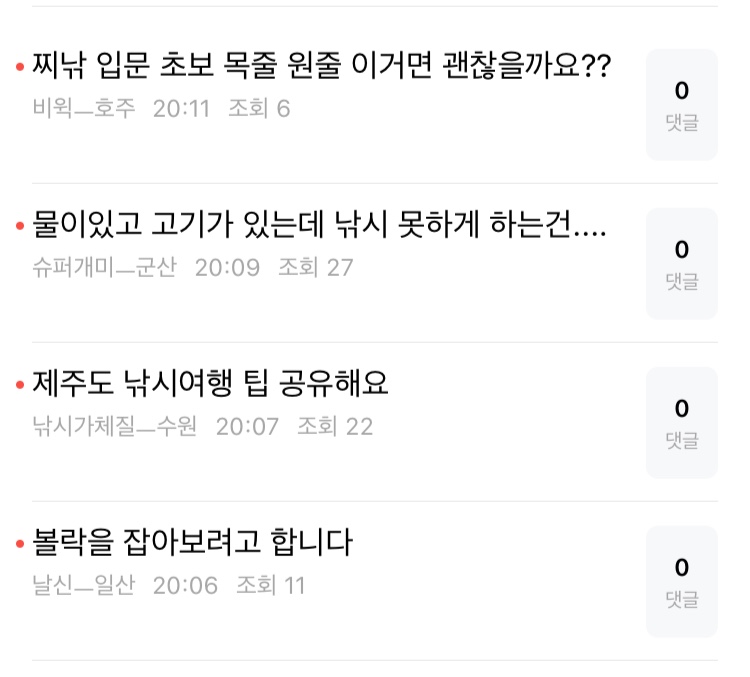 찌낚 입문 초보 목줄 원줄 이거면 괜찮을까요??
비윅ㅡ호주 20:11 조회 6
0
댓글
물이있고 고기가 있는데 낚시 못하게 하는건....
슈퍼개미ㅡ군산 20:09 조회 27
0
댓글
제주도 낚시여행 팁 공유해요
낚시가체질ㅡ수원 20:07 조회 22
0
댓글
볼락을 잡아보려고 합니다
날신ㅡ일산 20:06 조회 11
0
댓글